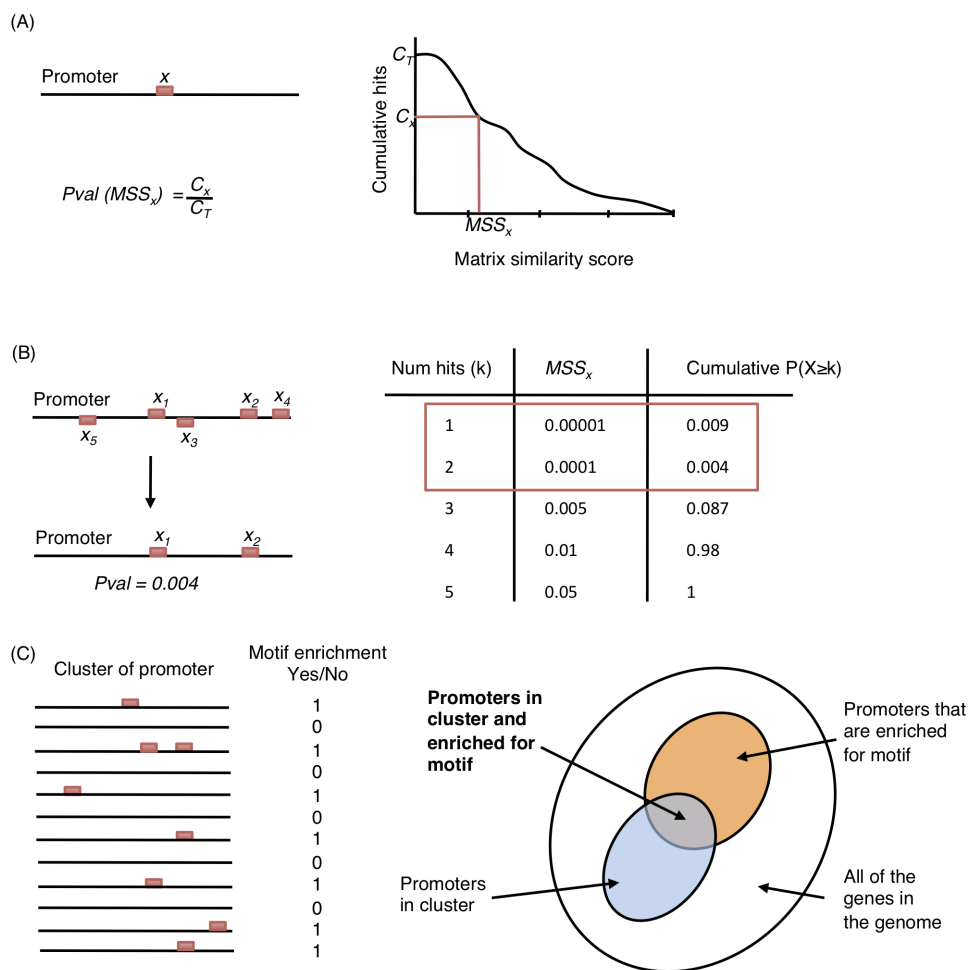 (A)
Promoter
x
Pval (MSSx) = Cx
CT
CT
Cx
Cumulative hits
MSSx
Matrix similarity score
(B)
Promoter
x1
x2
x4
x5
x3
Promoter
x1
x2
Pval = 0.004
Num hits (k) MSSx Cumulative P(X≥k)
1 0.00001 0.009
2 0.0001 0.004
3 0.005 0.087
4 0.01 0.98
5 0.05 1
(C)
Cluster of promoter
Motif enrichment
Yes/No
1
0
1
0
1
0
1
0
1
0
1
1
Promoters in
cluster and
enriched for
motif
Promoters that
are enriched
for motif
Promoters
in cluster
All of the
genes in
the genome